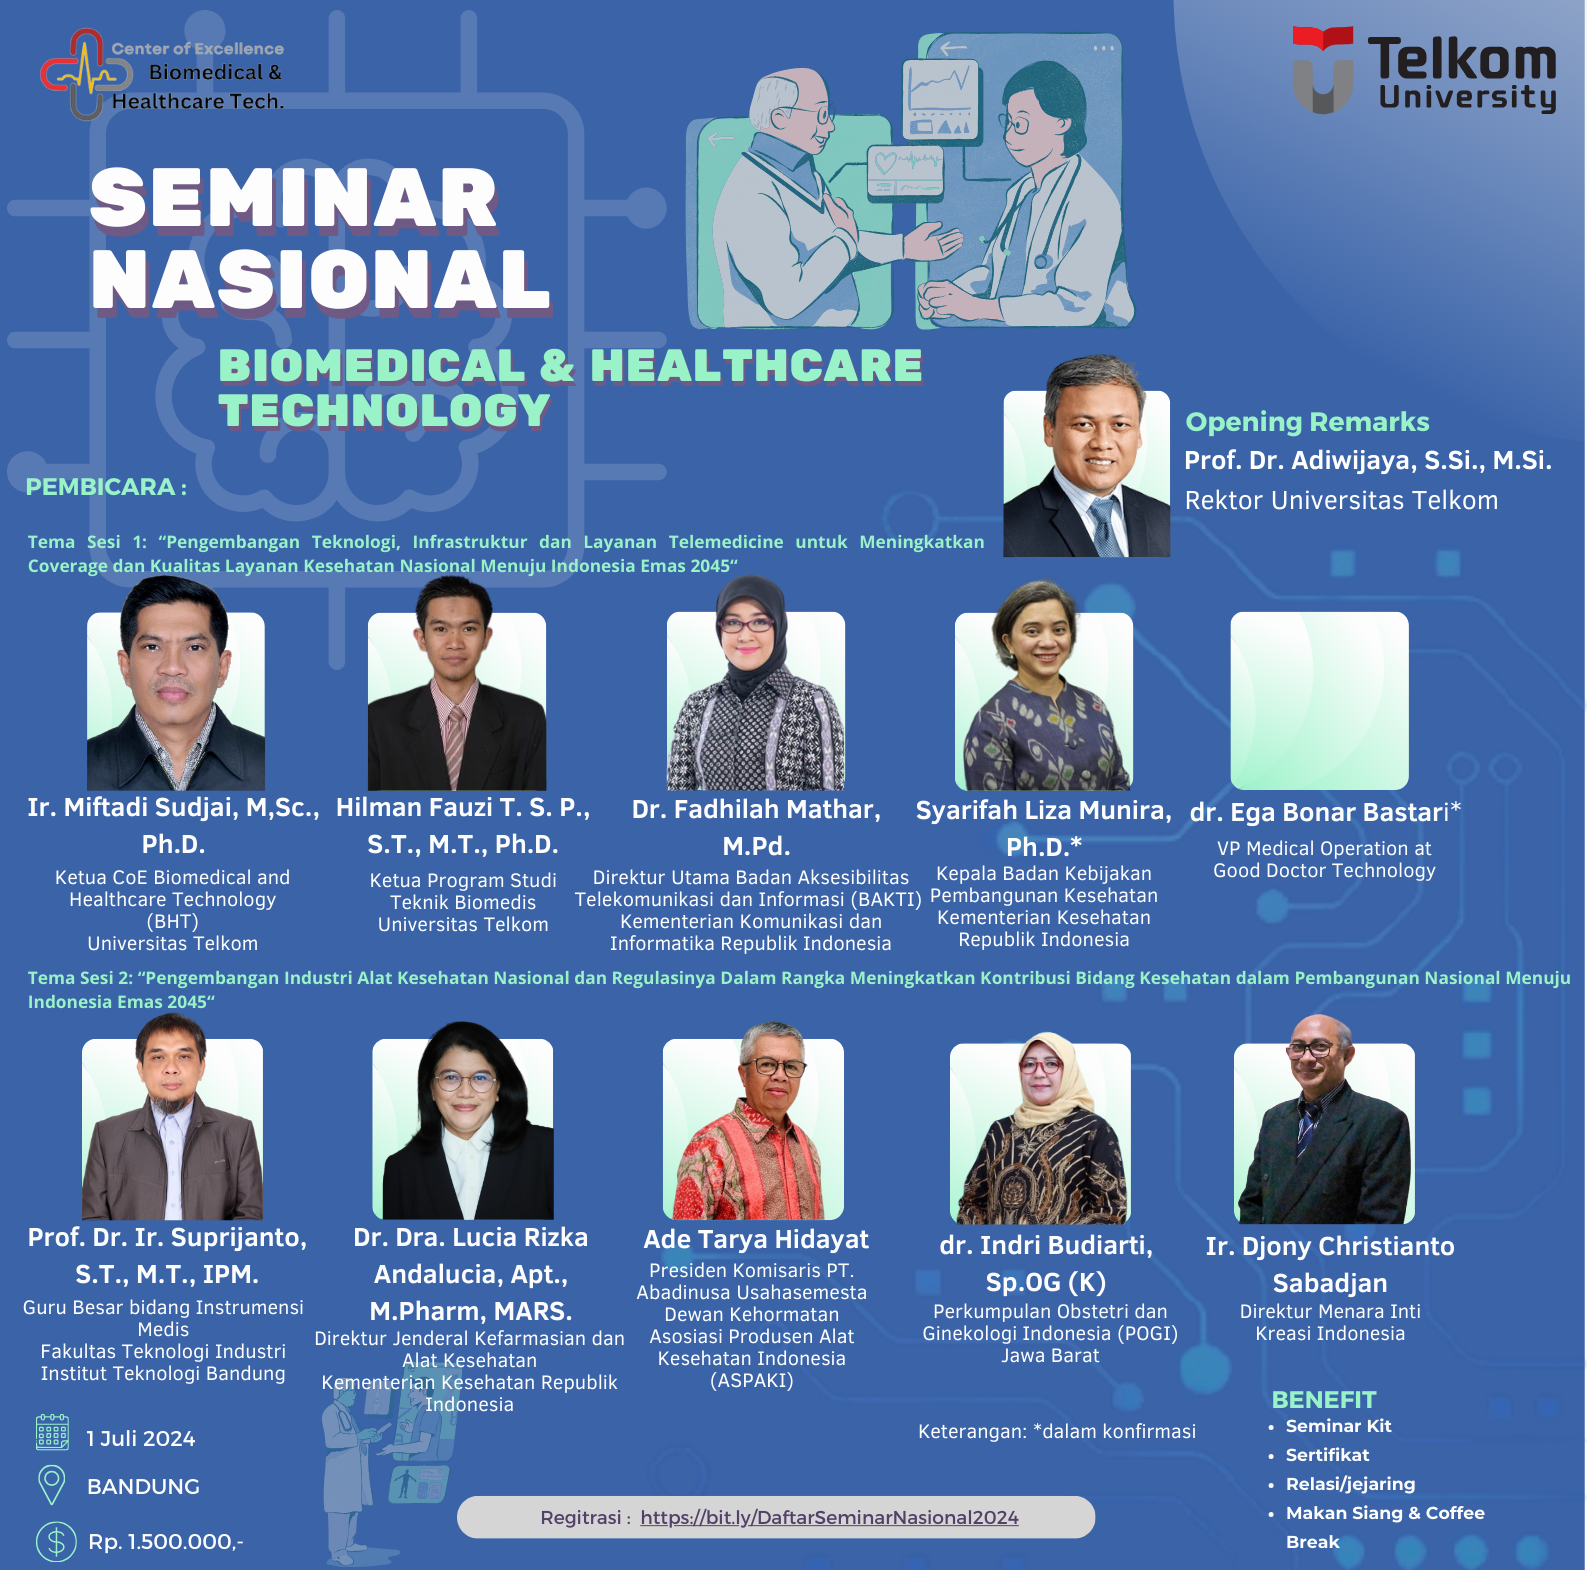 Center of Excellence
Biomedical &
Healthcare Tech.
Telkom
University
SEMINAR
NASIONAL
BIOMEDICAL & HEALTHCARE
TECHNOLOGY
Opening Remarks
Prof. Dr. Adiwijaya, S.Si., M.Si.
Rektor Universitas Telkom
PEMBICARA :
Tema Sesi 1: “Pengembangan Teknologi, Infrastruktur dan Layanan Telemedicine untuk Meningkatkan
Coverage dan Kualitas Layanan Kesehatan Nasional Menuju Indonesia Emas 2045“
Ir. Miftadi Sudjai, M,Sc.,
Ph.D.
Ketua CoE Biomedical and
Healthcare Technology
(BHT)
Universitas Telkom
Hilman Fauzi T. S. P.,
S.T., M.T., Ph.D.
Ketua Program Studi
Teknik Biomedis
Universitas Telkom
Dr. Fadhilah Mathar,
M.Pd.
Direktur Utama Badan Aksesibilitas
Telekomunikasi dan Informasi (BAKTI)
Kementerian Komunikasi dan
Informatika Republik Indonesia
Syarifah Liza Munira,
Ph.D.*
Kepala Badan Kebijakan
Pembangunan Kesehatan
Kementerian Kesehatan
Republik Indonesia
dr. Ega Bonar Bastari*
VP Medical Operation at
Good Doctor Technology
Tema Sesi 2: “Pengembangan Industri Alat Kesehatan Nasional dan Regulasinya Dalam Rangka Meningkatkan Kontribusi Bidang Kesehatan dalam Pembangunan Nasional Menuju
Indonesia Emas 2045“
Prof. Dr. Ir. Suprijanto,
S.T., M.T., IPM.
Guru Besar bidang Instrumensi
Medis
Fakultas Teknologi Industri
Institut Teknologi Bandung
Dr. Dra. Lucia Rizka
Andalucia, Apt.,
M.Pharm, MARS.
Direktur Jenderal Kefarmasian dan
Alat Kesehatan
Kementerian Kesehatan Republik
Indonesia
Ade Tarya Hidayat
Presiden Komisaris PT.
Abadinusa Usahasemesta
Dewan Kehormatan
Asosiasi Produsen Alat
Kesehatan Indonesia
(ASPAKI)
dr. Indri Budiarti,
Sp.OG (K)
Perkumpulan Obstetri dan
Ginekologi Indonesia (POGI)
Jawa Barat
Ir. Djony Christianto
Sabadjan
Direktur Menara Inti
Kreasi Indonesia
1 Juli 2024
BANDUNG
Rp. 1.500.000,-
Keterangan: *dalam konfirmasi
Regitrasi : https://bit.ly/DaftarSeminarNasional2024
BENEFIT
• Seminar Kit
• Sertifikat
• Relasi/jejaring
• Makan Siang & Coffee
Break